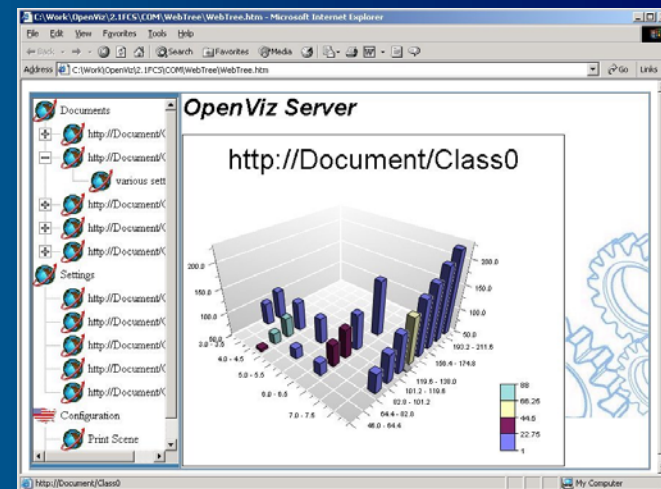 C:\Work\OpenViz\2.1FCS\COM\WebTree\WebTree.htm - Microsoft Internet Explorer
File Edit View Favorites Tools Help
Back Search Favorites Media
Address C:\Work\OpenViz\2.1FCS\COM\WebTree\WebTree.htm Go Links
Documents
http://Document/C
http://Document/C
various sett
http://Document/C
http://Document/C
http://Document/C
Settings
http://Document/C
http://Document/C
http://Document/C
http://Document/C
http://Document/C
Configuration
Print Scene
OpenViz Server
http://Document/Class0
200.0
150.0
100.0
50.0
3.0 - 3.5
4.0 - 4.5
5.0 - 5.5
6.0 - 6.5
7.0 - 7.5
200.0
150.0
100.0
50.0
193.2 - 211.6
156.4 - 174.8
119.6 - 138.0
101.2 - 119.6
82.8 - 101.2
64.4 - 82.8
46.0 - 64.4
88
66.25
44.5
22.75
1
http://Document/Class0 My Computer